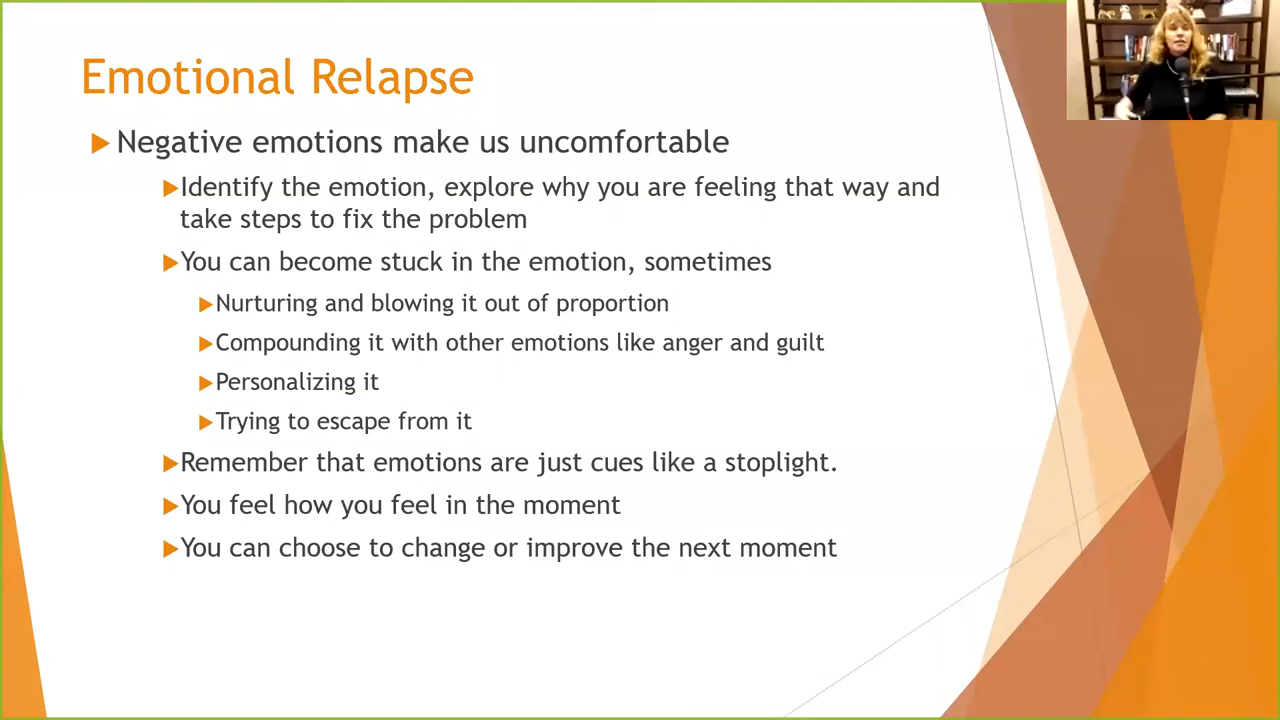 Emotional Relapse
Negative emotions make us uncomfortable
Identify the emotion, explore why you are feeling that way and
take steps to fix the problem
You can become stuck in the emotion, sometimes
Nurturing and blowing it out of proportion
Compounding it with other emotions like anger and guilt
Personalizing it
Trying to escape from it
Remember that emotions are just cues like a stoplight.
You feel how you feel in the moment
You can choose to change or improve the next moment